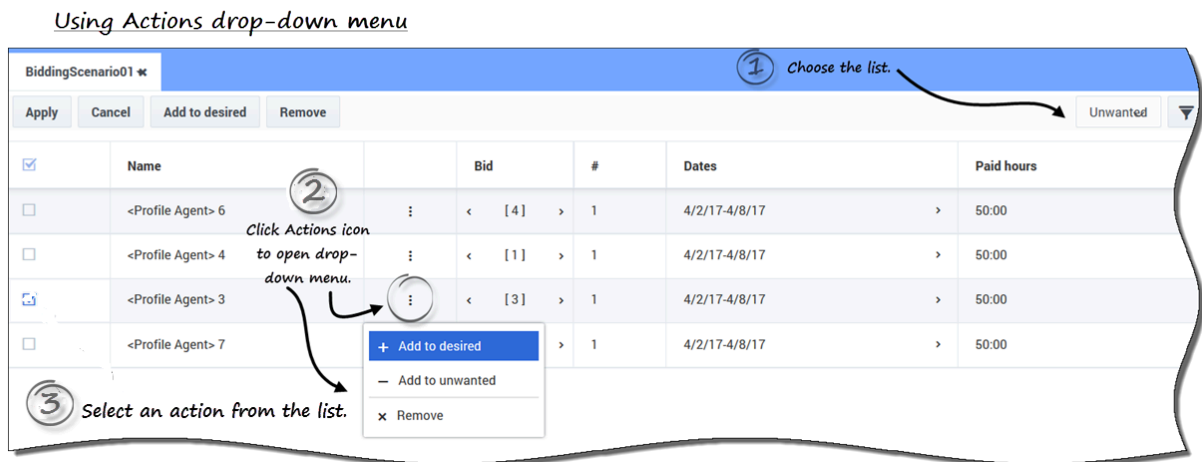 Using Actions drop-down menu
BiddingScenario01 ×
1 Choose the list.
Apply Cancel Add to desired Remove Unwanted
Name Bid # Dates Paid hours
<Profile Agent> 6 ⋮ ‹ [ 4 ] › 1 4/2/17-4/8/17 › 50:00
2
Click Actions icon
to open drop-
down menu.
<Profile Agent> 4 ⋮ ‹ [ 1 ] › 1 4/2/17-4/8/17 › 50:00
<Profile Agent> 3 ⋮ ‹ [ 3 ] › 1 4/2/17-4/8/17 › 50:00
<Profile Agent> 7 › 1 4/2/17-4/8/17 › 50:00
+ Add to desired
– Add to unwanted
× Remove
3 Select an action from the list.